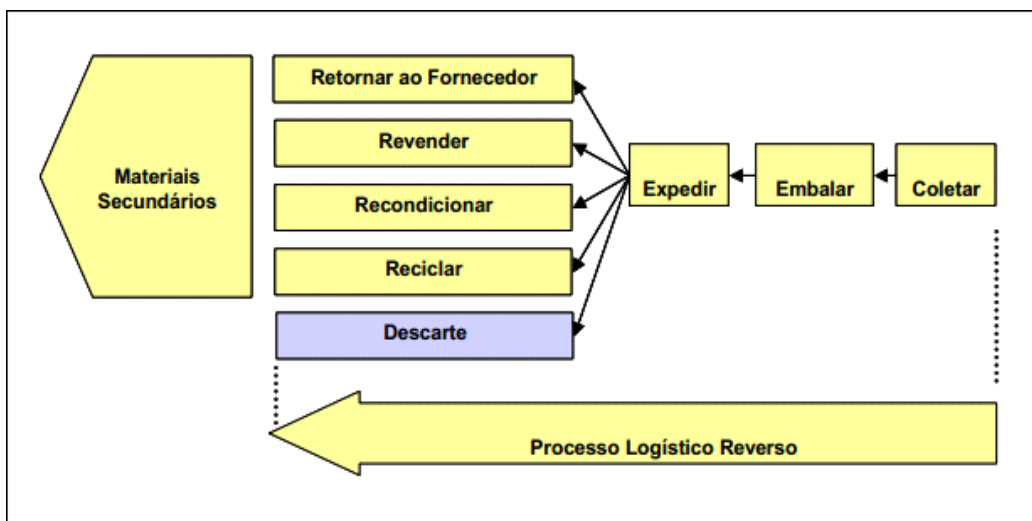 Retornar ao Fornecedor
Revender
Materiais
Secundários
Expedir
Embalar
Coletar
Recondicionar
Reciclar
Descarte
Processo Logístico Reverso